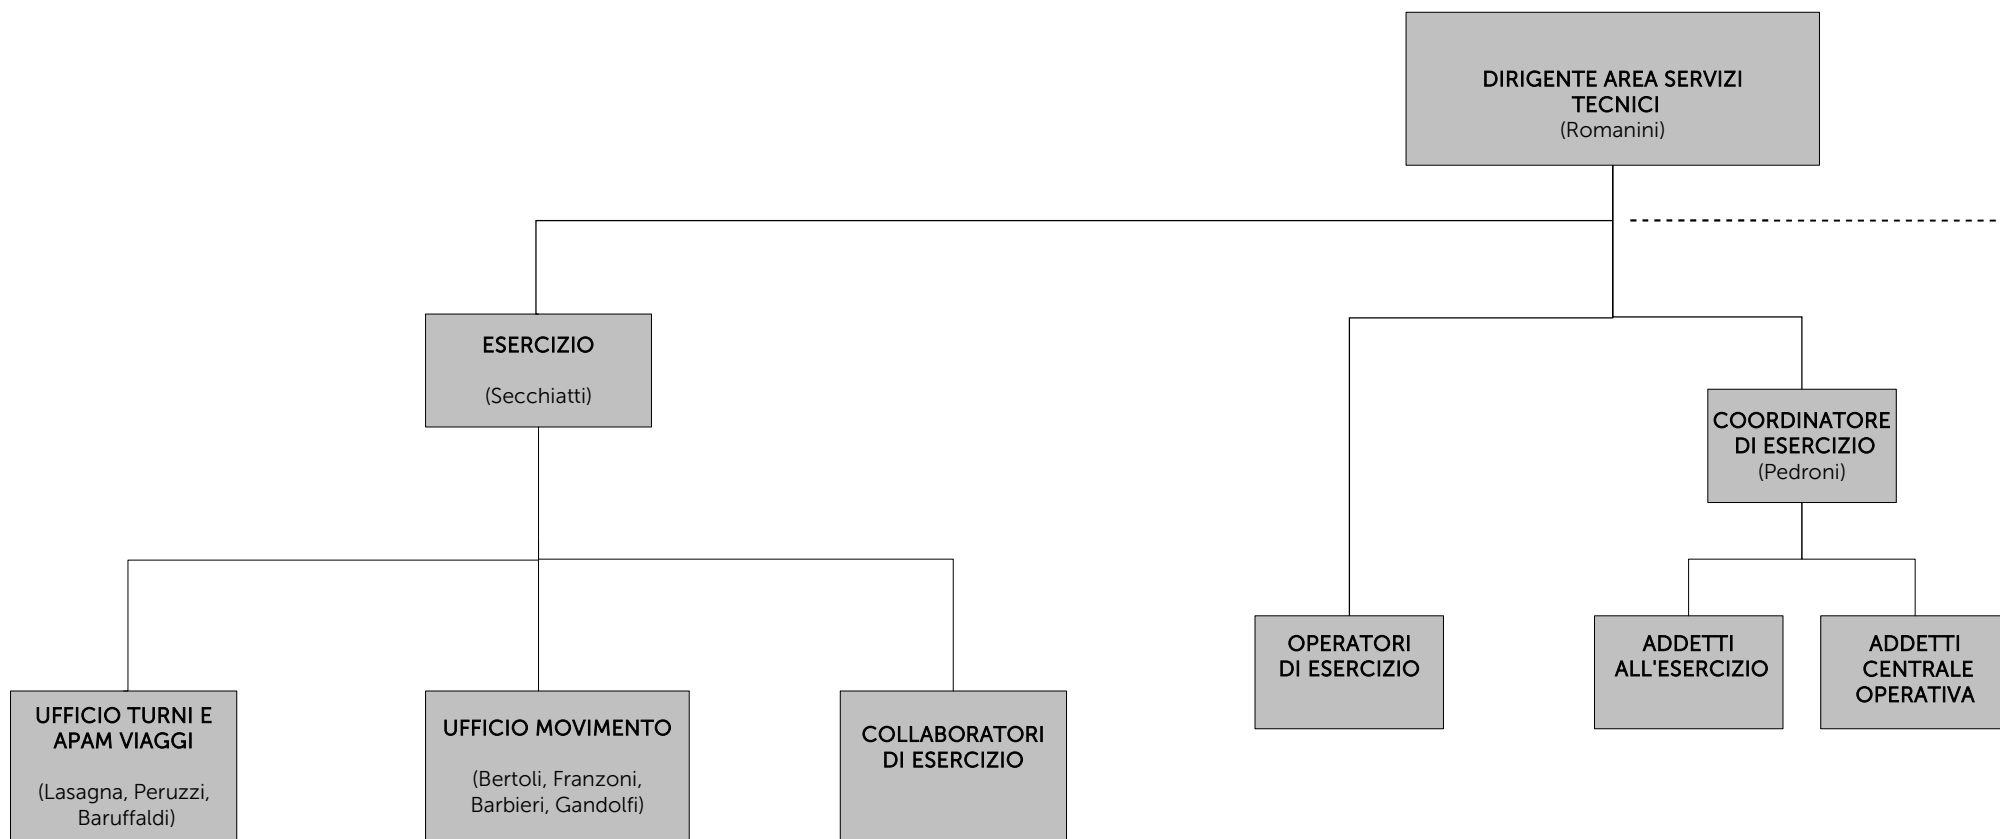 DIRIGENTE AREA SERVIZI
TECNICI
(Romanini)
ESERCIZIO
(Secchiatti)
COORDINATORE
DI ESERCIZIO
(Pedroni)
OPERATORI
DI ESERCIZIO
ADDETTI
ALL'ESERCIZIO
ADDETTI
CENTRALE
OPERATIVA
UFFICIO TURNI E
APAM VIAGGI
(Lasagna, Peruzzi,
Baruffaldi)
UFFICIO MOVIMENTO
(Bertoli, Franzoni,
Barbieri, Gandolfi)
COLLABORATORI
DI ESERCIZIO